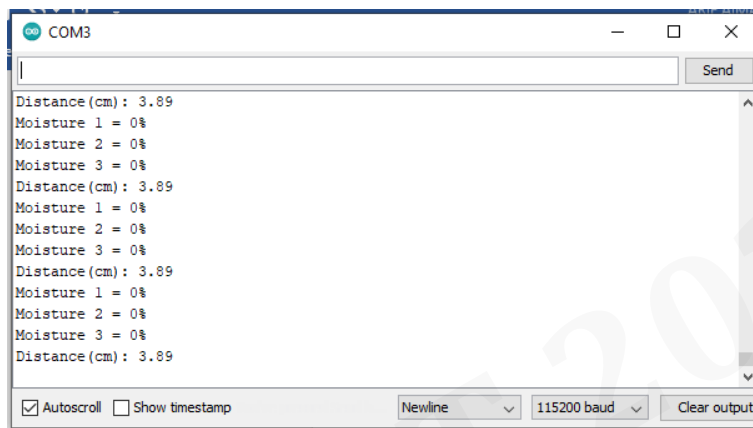 COM3
Send
Distance(cm): 3.89
Moisture 1 = 0%
Moisture 2 = 0%
Moisture 3 = 0%
Distance(cm): 3.89
Moisture 1 = 0%
Moisture 2 = 0%
Moisture 3 = 0%
Distance(cm): 3.89
Moisture 1 = 0%
Moisture 2 = 0%
Moisture 3 = 0%
Distance(cm): 3.89
Autoscroll Show timestamp Newline 115200 baud Clear output